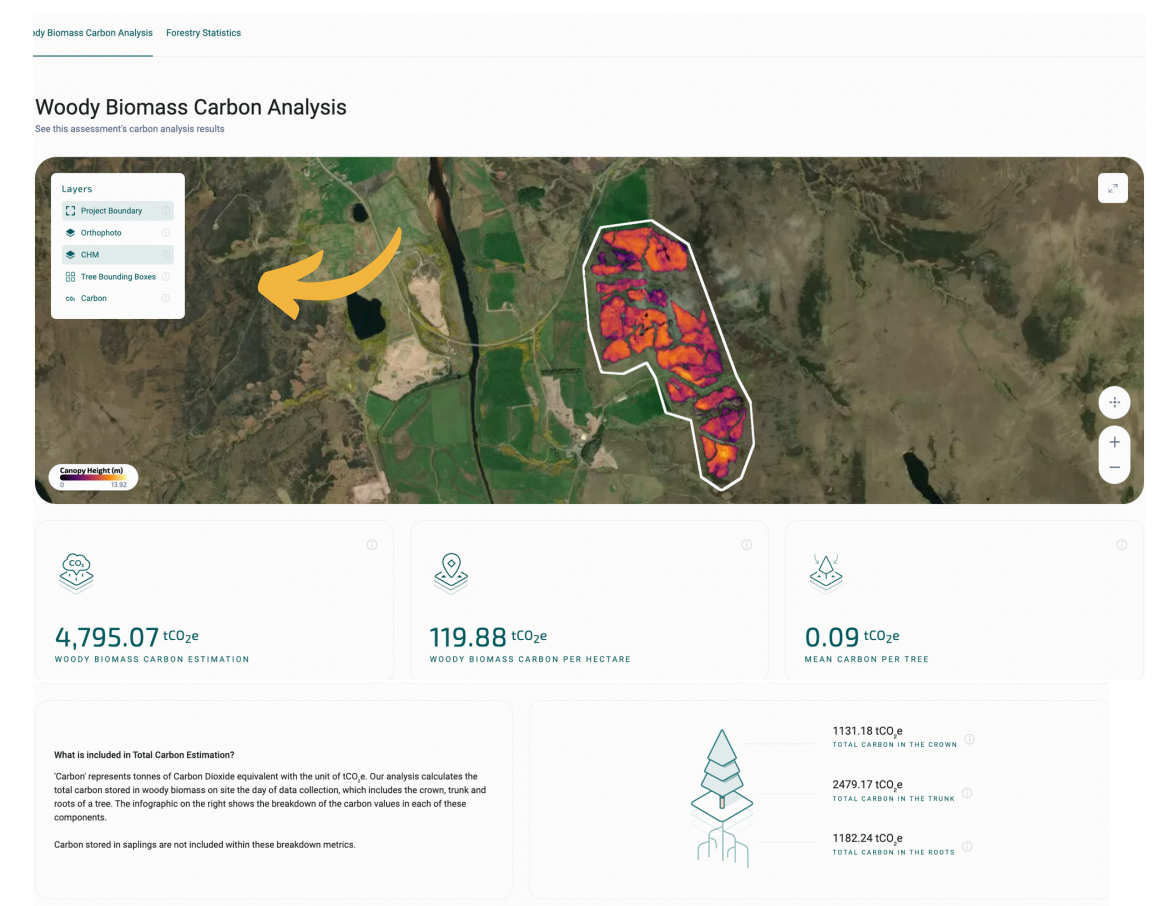 ody Biomass Carbon Analysis Forestry Statistics
Woody Biomass Carbon Analysis
See this assessment's carbon analysis results
Layers
Project Boundary
Orthophoto
CHM
Tree Bounding Boxes
CO₂ Carbon
Canopy Height (m)
0 13.92
CO₂
4,795.07 tCO₂e
WOODY BIOMASS CARBON ESTIMATION
119.88 tCO₂e
WOODY BIOMASS CARBON PER HECTARE
0.09 tCO₂e
MEAN CARBON PER TREE
What is included in Total Carbon Estimation?
'Carbon' represents tonnes of Carbon Dioxide equivalent with the unit of tCO₂e. Our analysis calculates the
total carbon stored in woody biomass on site the day of data collection, which includes the crown, trunk and
roots of a tree. The infographic on the right shows the breakdown of the carbon values in each of these
components.
Carbon stored in saplings are not included within these breakdown metrics.
1131.18 tCO₂e
TOTAL CARBON IN THE CROWN
2479.17 tCO₂e
TOTAL CARBON IN THE TRUNK
1182.24 tCO₂e
TOTAL CARBON IN THE ROOTS